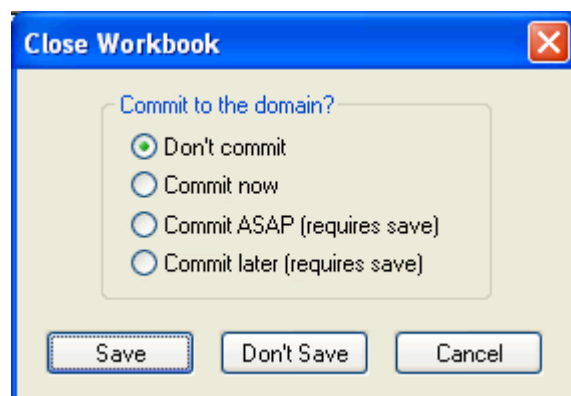 Close Workbook
Commit to the domain?
Don't commit
Commit now
Commit ASAP (requires save)
Commit later (requires save)
Save Don't Save Cancel